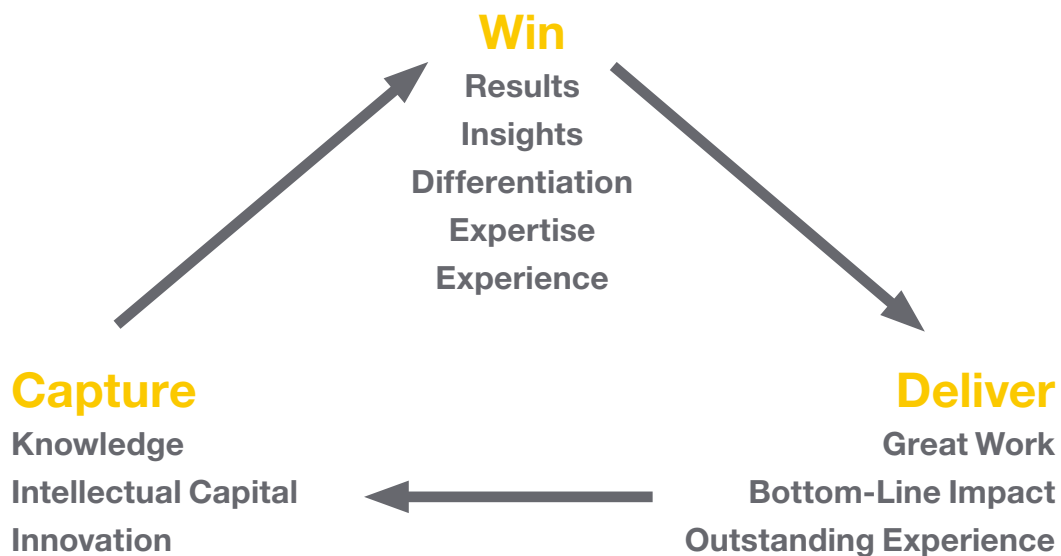 Win
Results
Insights
Differentiation
Expertise
Experience
Capture
Knowledge
Intellectual Capital
Innovation
Deliver
Great Work
Bottom-Line Impact
Outstanding Experience